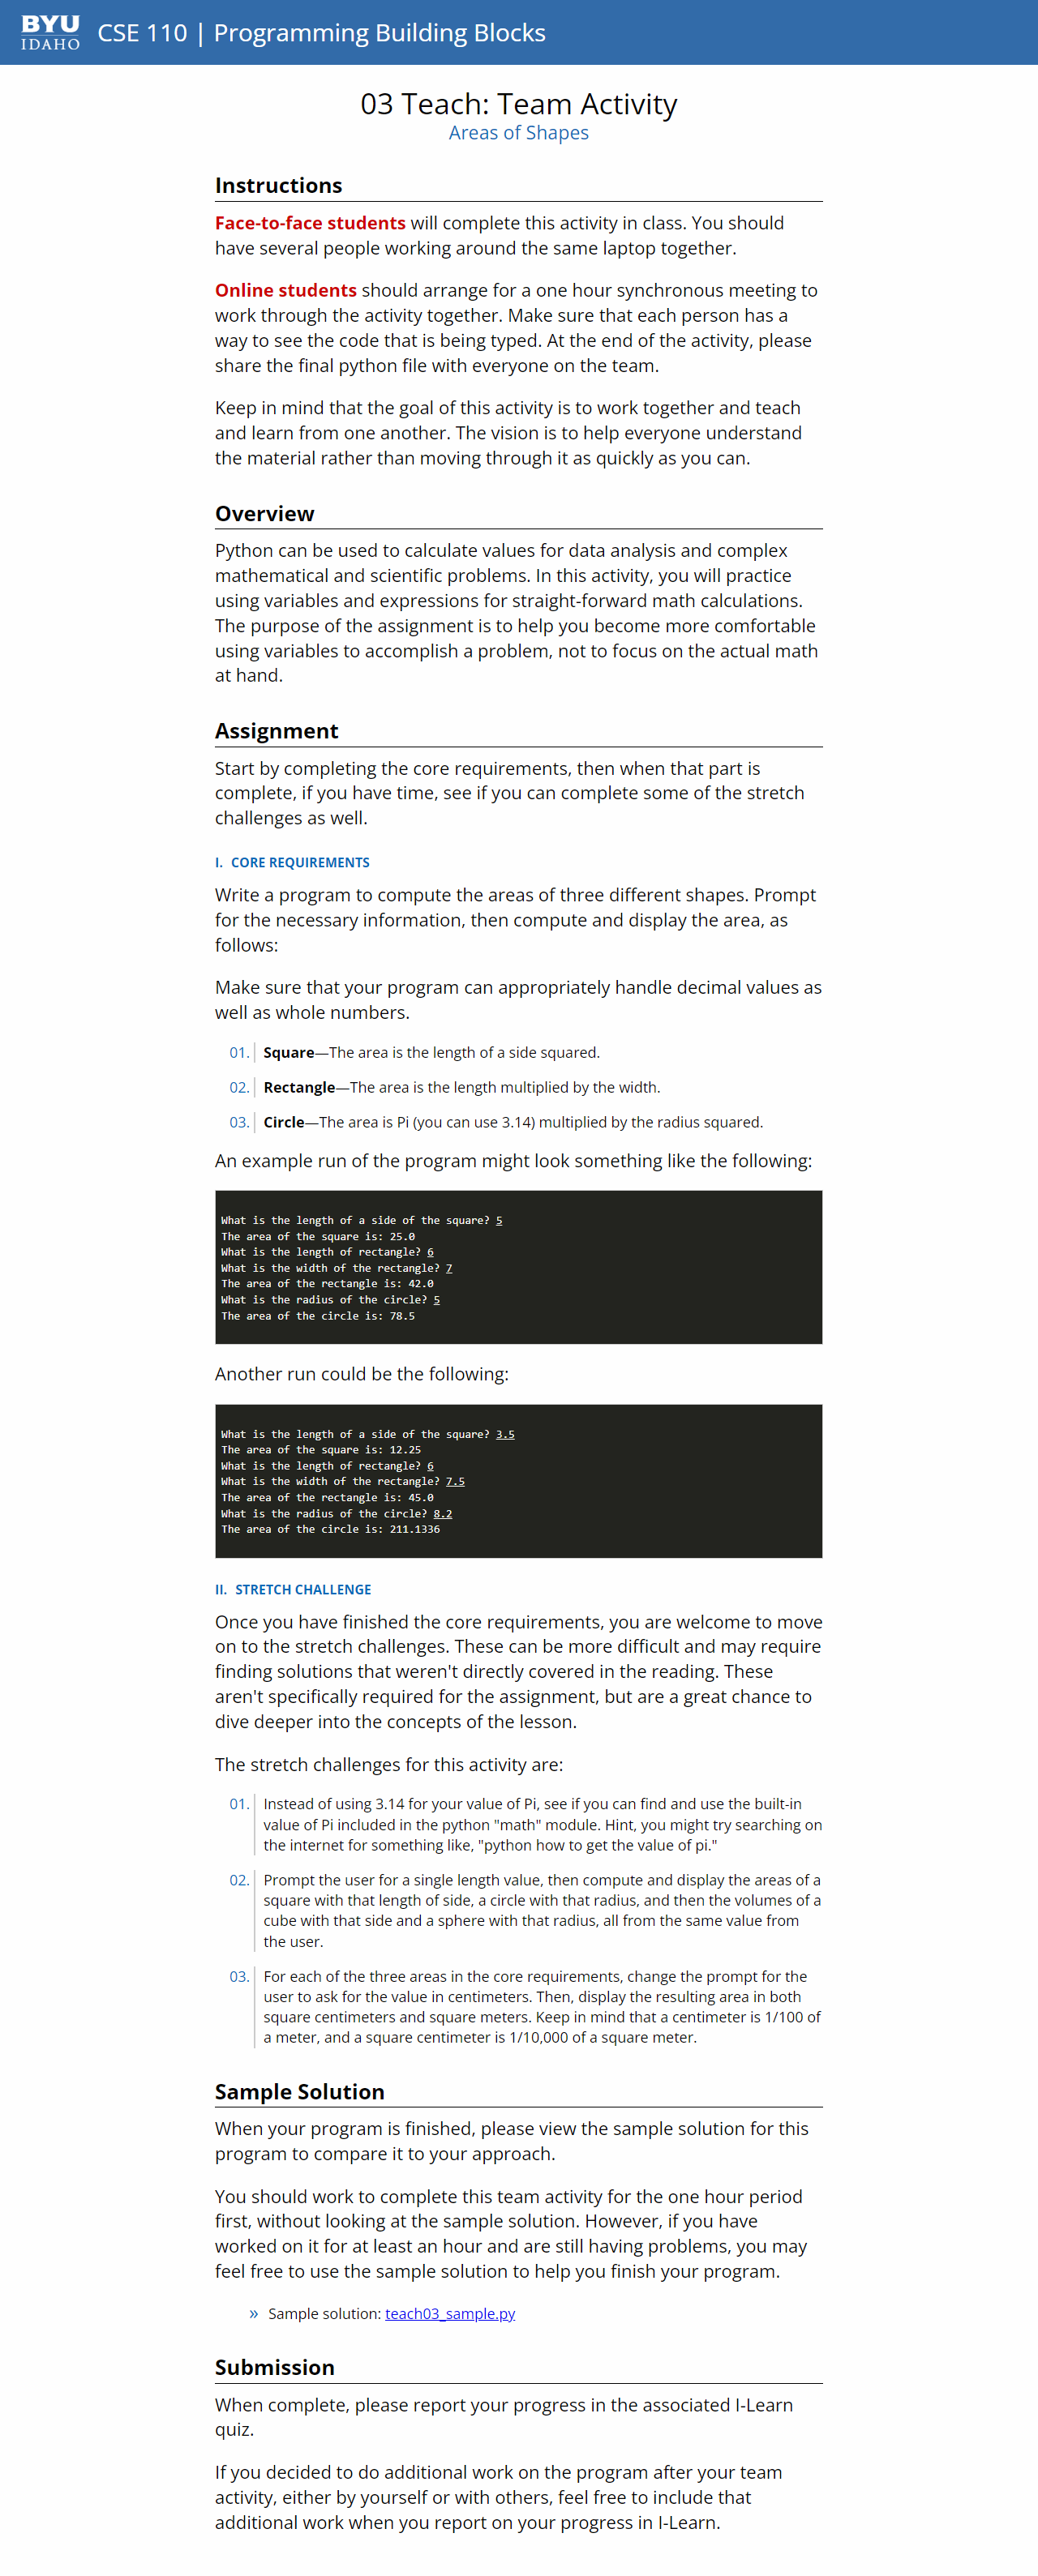 BYU
IDAHO
CSE 110 | Programming Building Blocks
03 Teach: Team Activity
Areas of Shapes
Instructions
Face-to-face students will complete this activity in class. You should
have several people working around the same laptop together.
Online students should arrange for a one hour synchronous meeting to
work through the activity together. Make sure that each person has a
way to see the code that is being typed. At the end of the activity, please
share the final python file with everyone on the team.
Keep in mind that the goal of this activity is to work together and teach
and learn from one another. The vision is to help everyone understand
the material rather than moving through it as quickly as you can.
Overview
Python can be used to calculate values for data analysis and complex
mathematical and scientific problems. In this activity, you will practice
using variables and expressions for straight-forward math calculations.
The purpose of the assignment is to help you become more comfortable
using variables to accomplish a problem, not to focus on the actual math
at hand.
Assignment
Start by completing the core requirements, then when that part is
complete, if you have time, see if you can complete some of the stretch
challenges as well.
I. CORE REQUIREMENTS
Write a program to compute the areas of three different shapes. Prompt
for the necessary information, then compute and display the area, as
follows:
Make sure that your program can appropriately handle decimal values as
well as whole numbers.
01. Square—The area is the length of a side squared.
02. Rectangle—The area is the length multiplied by the width.
03. Circle—The area is Pi (you can use 3.14) multiplied by the radius squared.
An example run of the program might look something like the following:
What is the length of a side of the square? 5
The area of the square is: 25.0
What is the length of rectangle? 6
What is the width of the rectangle? 7
The area of the rectangle is: 42.0
What is the radius of the circle? 5
The area of the circle is: 78.5
Another run could be the following:
What is the length of a side of the square? 3.5
The area of the square is: 12.25
What is the length of rectangle? 6
What is the width of the rectangle? 7.5
The area of the rectangle is: 45.0
What is the radius of the circle? 8.2
The area of the circle is: 211.1336
II. STRETCH CHALLENGE
Once you have finished the core requirements, you are welcome to move
on to the stretch challenges. These can be more difficult and may require
finding solutions that weren't directly covered in the reading. These
aren't specifically required for the assignment, but are a great chance to
dive deeper into the concepts of the lesson.
The stretch challenges for this activity are:
01. Instead of using 3.14 for your value of Pi, see if you can find and use the built-in
value of Pi included in the python "math" module. Hint, you might try searching on
the internet for something like, "python how to get the value of pi."
02. Prompt the user for a single length value, then compute and display the areas of a
square with that length of side, a circle with that radius, and then the volumes of a
cube with that side and a sphere with that radius, all from the same value from
the user.
03. For each of the three areas in the core requirements, change the prompt for the
user to ask for the value in centimeters. Then, display the resulting area in both
square centimeters and square meters. Keep in mind that a centimeter is 1/100 of
a meter, and a square centimeter is 1/10,000 of a square meter.
Sample Solution
When your program is finished, please view the sample solution for this
program to compare it to your approach.
You should work to complete this team activity for the one hour period
first, without looking at the sample solution. However, if you have
worked on it for at least an hour and are still having problems, you may
feel free to use the sample solution to help you finish your program.
» Sample solution: teach03_sample.py
Submission
When complete, please report your progress in the associated I-Learn
quiz.
If you decided to do additional work on the program after your team
activity, either by yourself or with others, feel free to include that
additional work when you report on your progress in I-Learn.